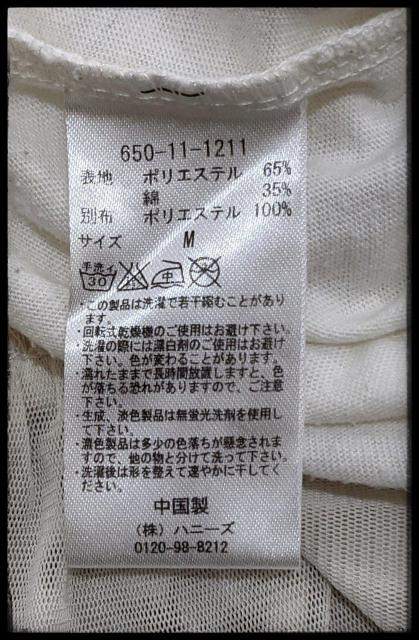 650-11-1211
表地 ポリエステル 65%
綿 35%
別布 ポリエステル 100%
サイズ M
手洗イ
30
・この製品は洗濯で若干縮むことがあり
ます。
・回転式乾燥機のご使用はお避け下さい。
・洗濯の際には漂白剤のご使用はお避け
下さい。色が変わることがあります。
・濡れたままで長時間放置しますと、色
が落ちる恐れがありますので、ご注意
下さい。
・生成、淡色製品は無蛍光洗剤を使用し
て下さい。
・濃色製品は多少の色落ちが懸念されま
すので、他の物と分けて洗って下さい。
・洗濯後は形を整えて速やかに干してく
ださい。
中国製
(株) ハニーズ
0120-98-8212